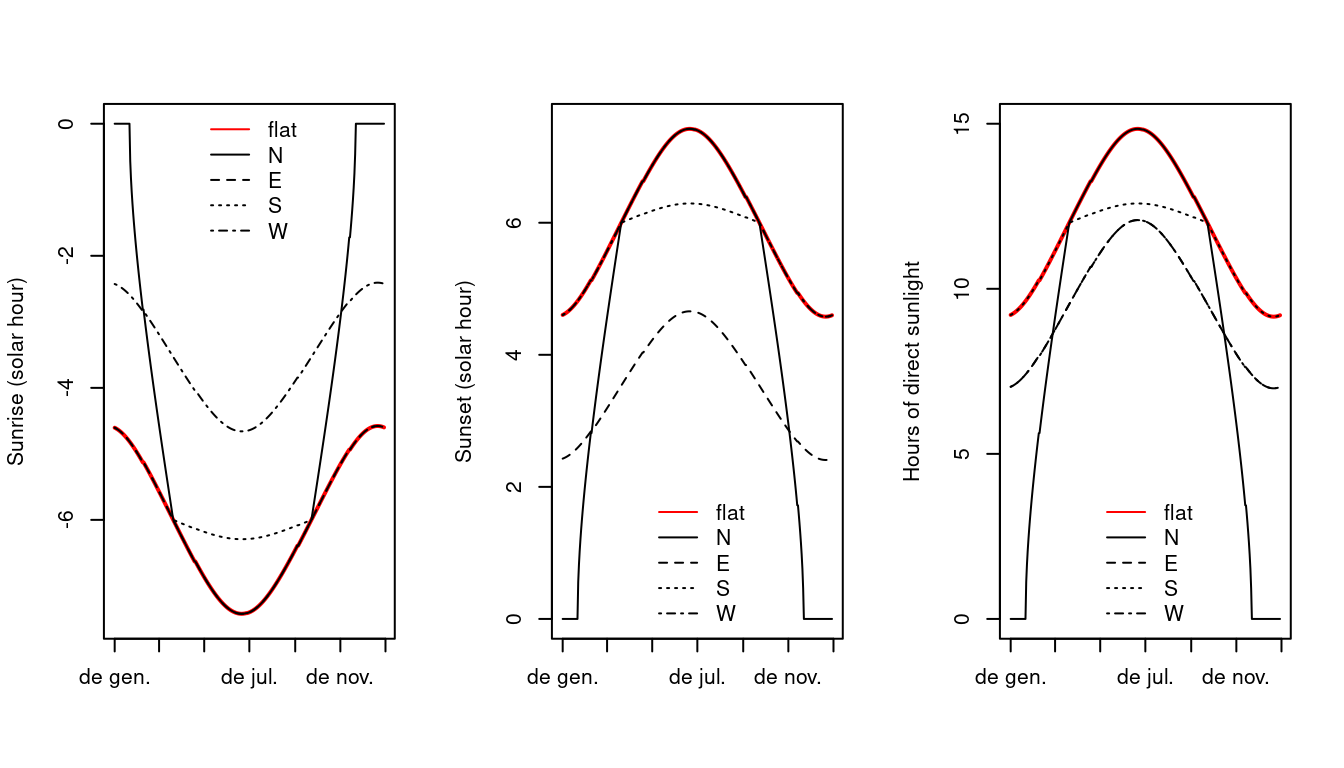 Sunrise (solar hour)
0
-2
-4
-6
flat
N
E
S
W
de gen.
de jul.
de nov.
Sunset (solar hour)
0
2
4
6
flat
N
E
S
W
de gen.
de jul.
de nov.
Hours of direct sunlight
0
5
10
15
flat
N
E
S
W
de gen.
de jul.
de nov.